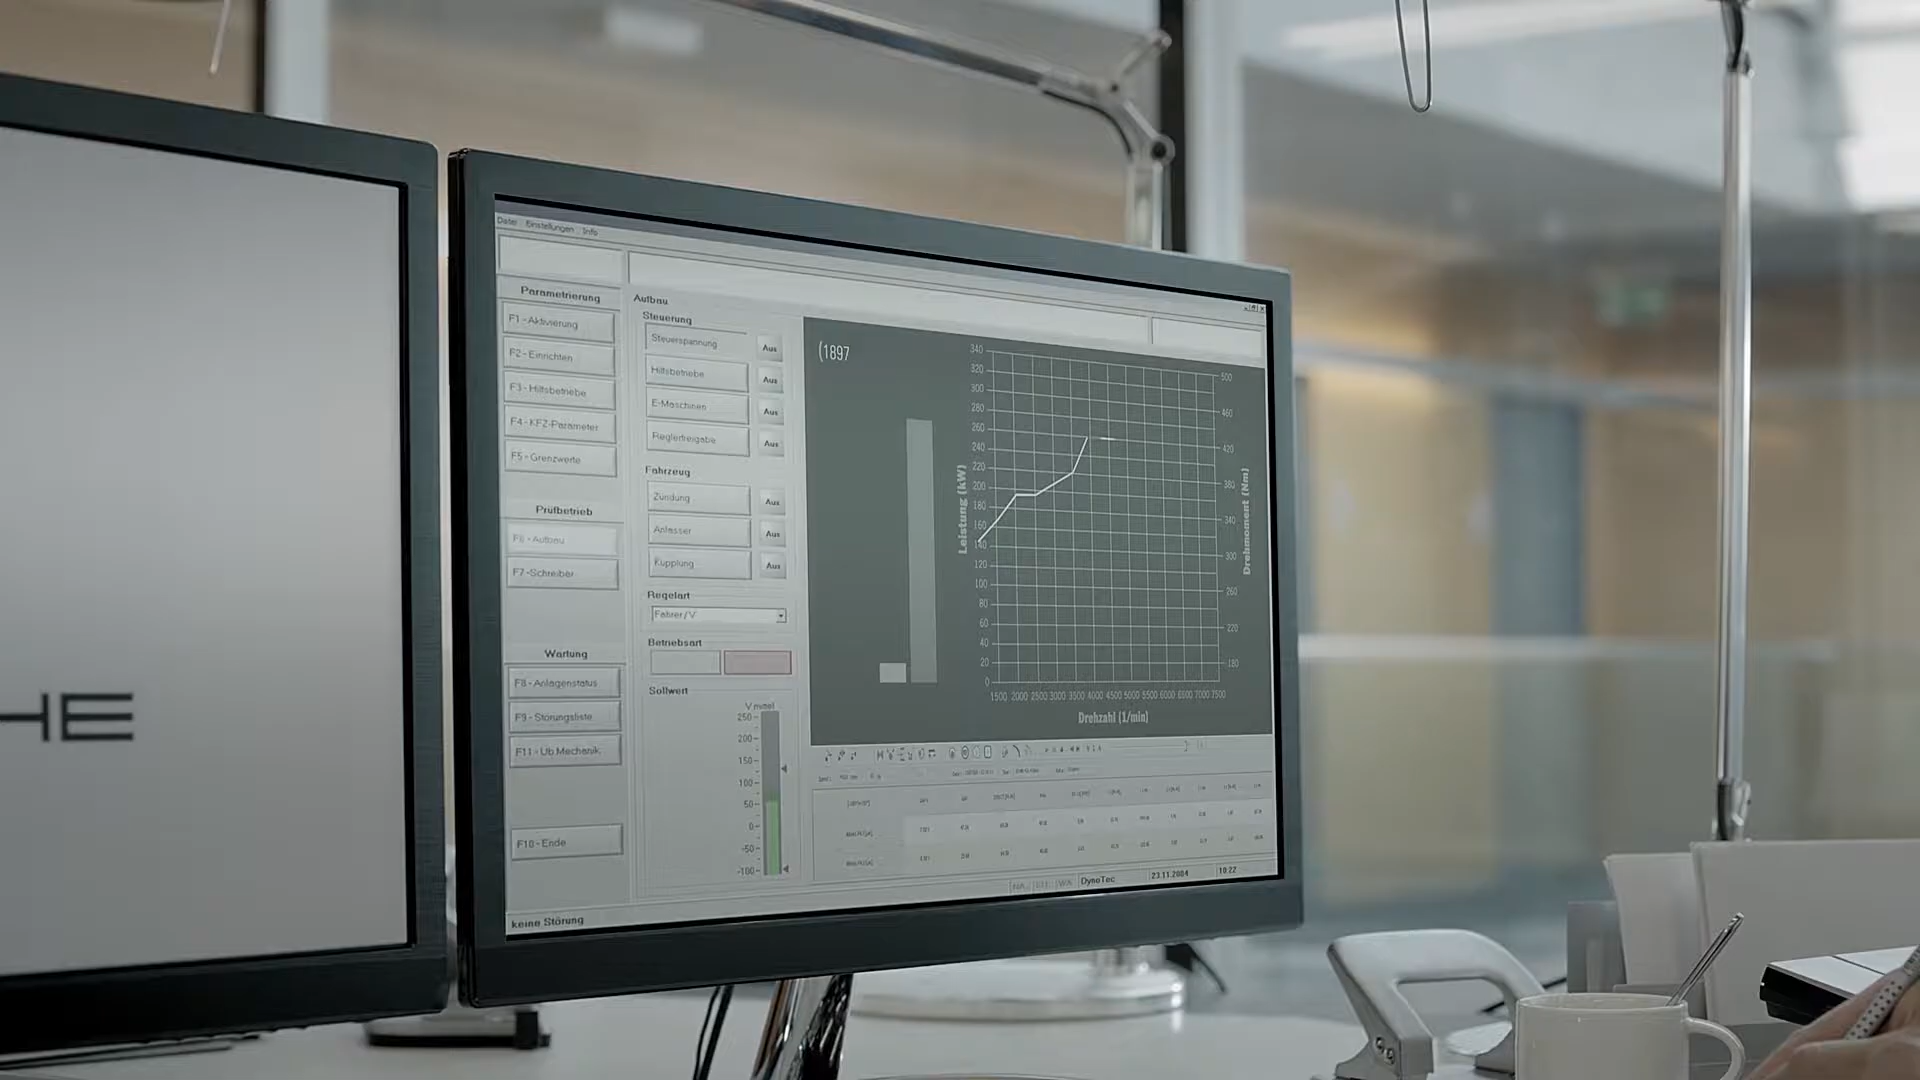 HE
Datei Einstellungen Info
Parametrierung
F1 - Aktivierung
F2 - Einrichten
F3 - Hilfsbetriebe
F4 - KFZ-Parameter
F5 - Grenzwerte
Prüfbetrieb
F6 - Aufbau
F7 - Schreiber
Wartung
F8 - Anlagenstatus
F9 - Störungsliste
F11 - Üb.Mechanik
F10 - Ende
keine Störung
Aufbau
Steuerung
Steuerspannung Aus
Hilfsbetriebe Aus
E-Maschinen Aus
Reglerfreigabe Aus
Fahrzeug
Zündung Aus
Anlasser Aus
Kupplung Aus
Regelart
Fahrer/V
Betriebsart
Sollwert
250
200
150
100
50
0
-50
-100
(1897
Leistung (kW)
340
320
300
280
260
240
220
200
180
160
140
120
100
80
60
40
20
0
1500 2000 2500 3000 3500 4000 4500 5000 5500 6000 6500 7000 7500
Drehzahl (1/min)
500
460
420
380
340
300
260
220
180
Drehmoment (Nm)
DynoTec 23.11.2004 10:22